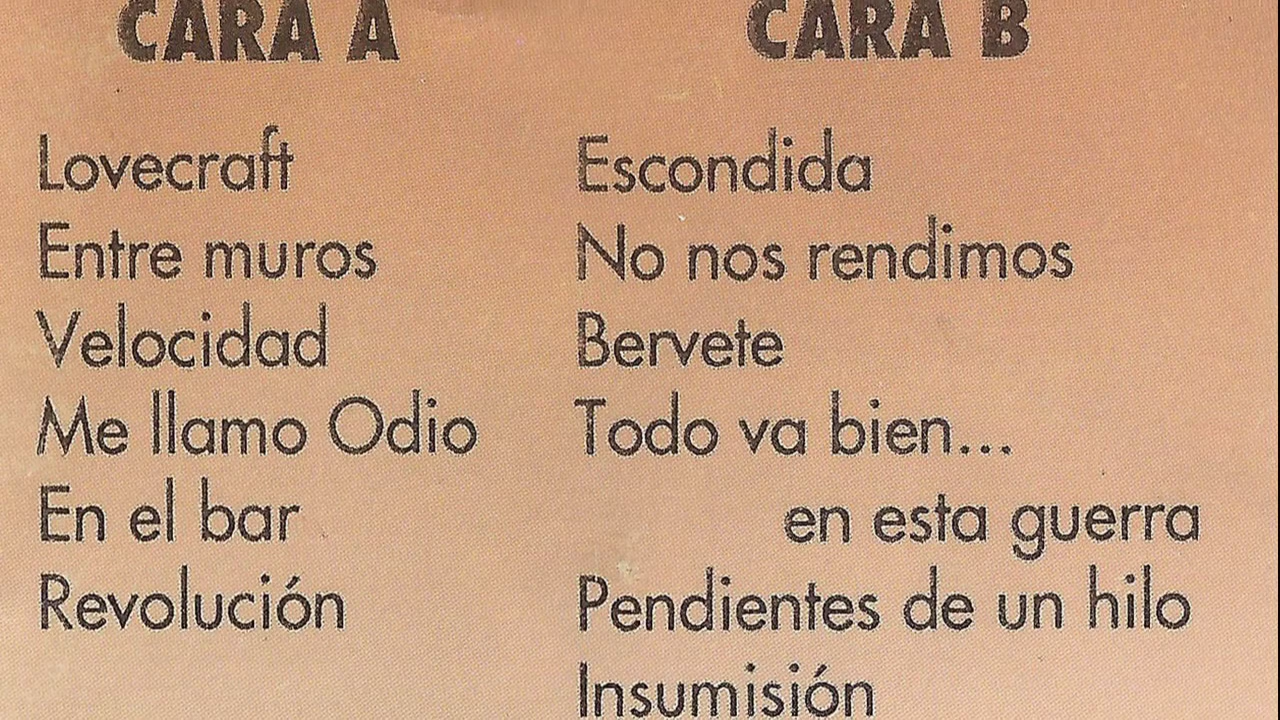 CARA A
Lovecraft
Entre muros
Velocidad
Me llamo Odio
En el bar
Revolución
CARA B
Escondida
No nos rendimos
Bervete
Todo va bien...
en esta guerra
Pendientes de un hilo
Insumisión